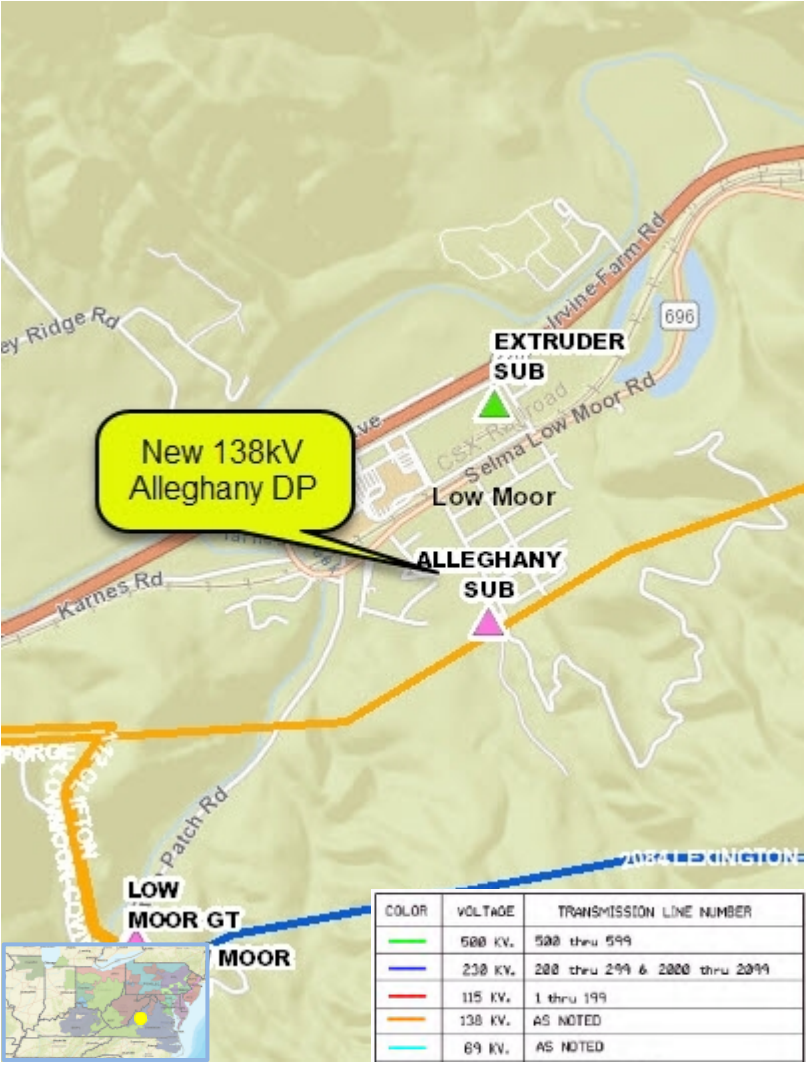 Irvine Farm Rd
696
ey Ridge Rd
EXTRUDER
SUB
ve
CSX Railroad
Selma Low Moor Rd
New 138kV
Alleghany DP
Low Moor
ALLEGHANY
SUB
Karnes Rd
FORGE
CLIFTON
Patch Rd
2084 LEXINGTON
LOW
MOOR GT
MOOR
COLOR VOLTAGE TRANSMISSION LINE NUMBER
500 KV. 500 thru 599
230 KV. 200 thru 299 & 2000 thru 2099
115 KV. 1 thru 199
138 KV. AS NOTED
69 KV. AS NOTED